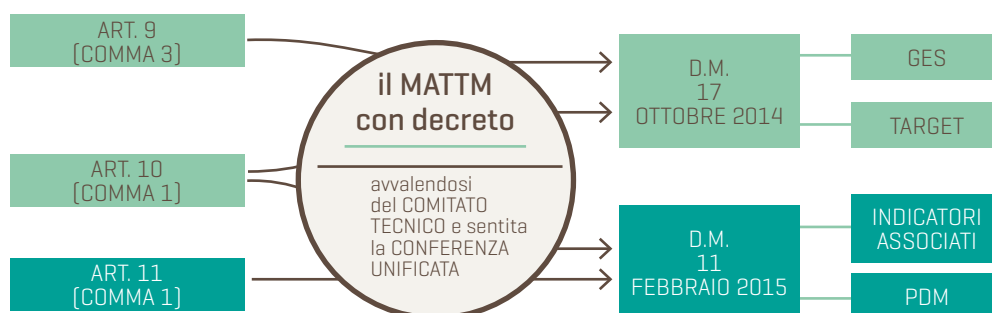 ART. 9
(COMMA 3)
ART. 10
(COMMA 1)
ART. 11
(COMMA 1)
il MATTM
con decreto
avvalendosi
del COMITATO
TECNICO e sentita
la CONFERENZA
UNIFICATA
D.M.
17
OTTOBRE 2014
GES
TARGET
D.M.
11
FEBBRAIO 2015
INDICATORI
ASSOCIATI
PDM